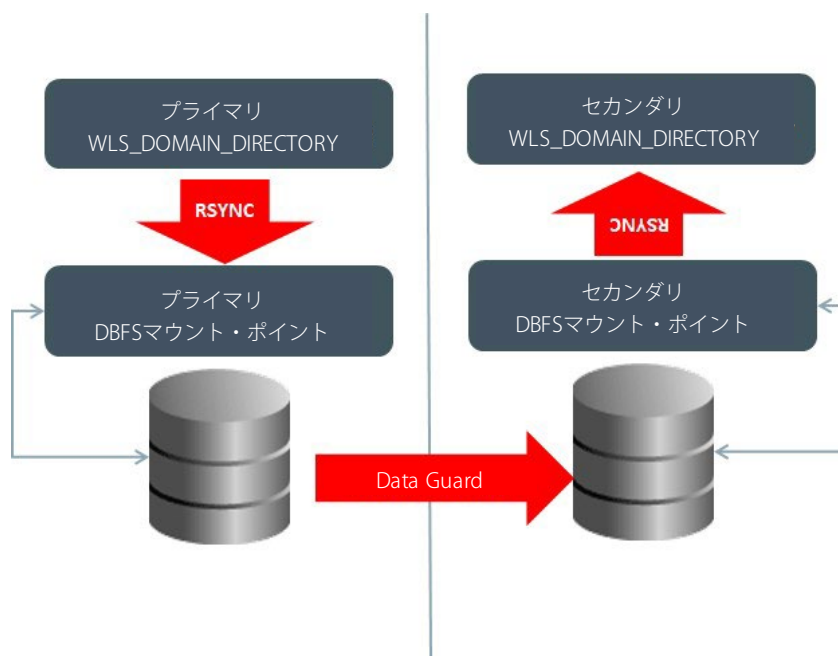 プライマリ
WLS_DOMAIN_DIRECTORY
RSYNC
プライマリ
DBFSマウント・ポイント
セカンダリ
WLS_DOMAIN_DIRECTORY
RSYNC
セカンダリ
DBFSマウント・ポイント
Data Guard